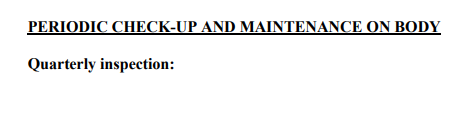 PERIODIC CHECK-UP AND MAINTENANCE ON BODY
Quarterly inspection: